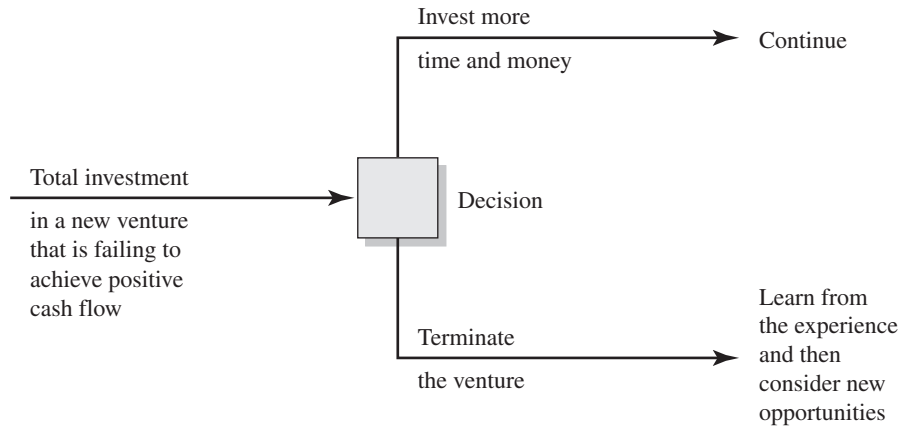 Invest more
time and money
Continue
Total investment
in a new venture
that is failing to
achieve positive
cash flow
Decision
Terminate
the venture
Learn from
the experience
and then
consider new
opportunities